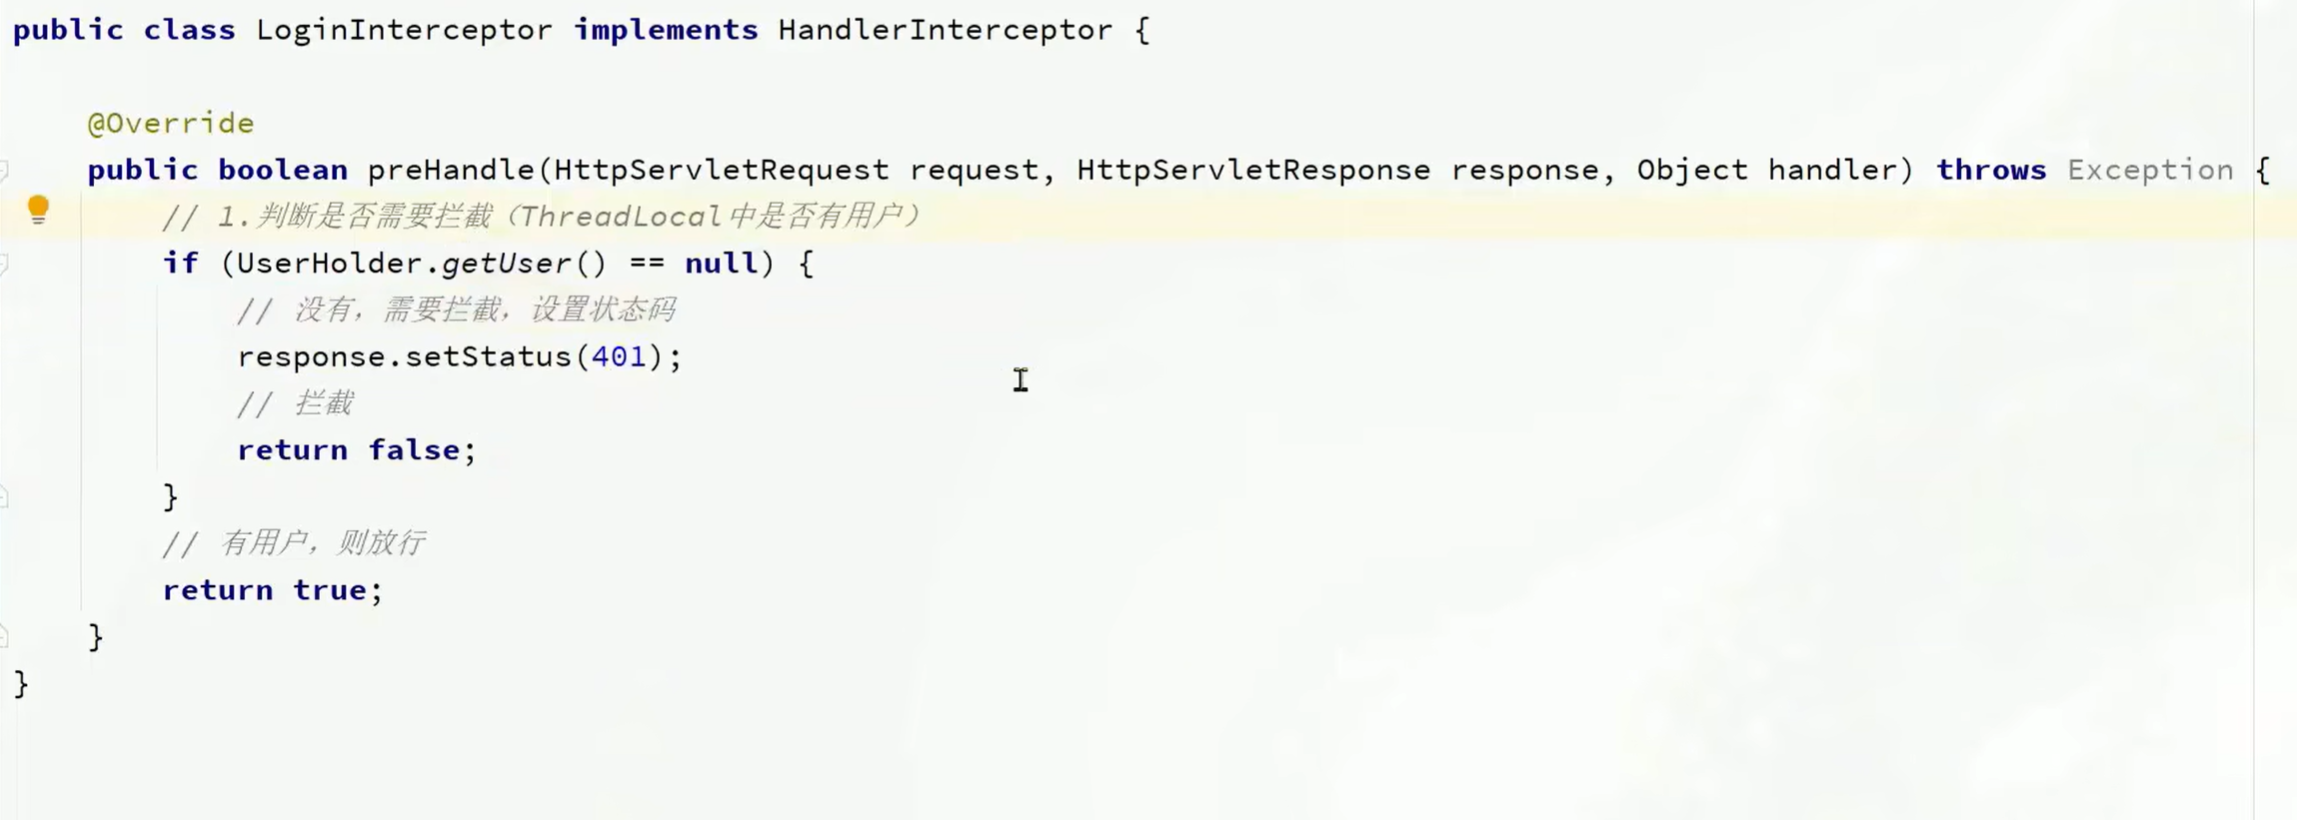 public class LoginInterceptor implements HandlerInterceptor {
@Override
public boolean preHandle(HttpServletRequest request, HttpServletResponse response, Object handler) throws Exception {
// 1.判断是否需要拦截（ThreadLocal中是否有用户）
if (UserHolder.getUser() == null) {
// 没有，需要拦截，设置状态码
response.setStatus(401);
// 拦截
return false;
}
// 有用户，则放行
return true;
}
}